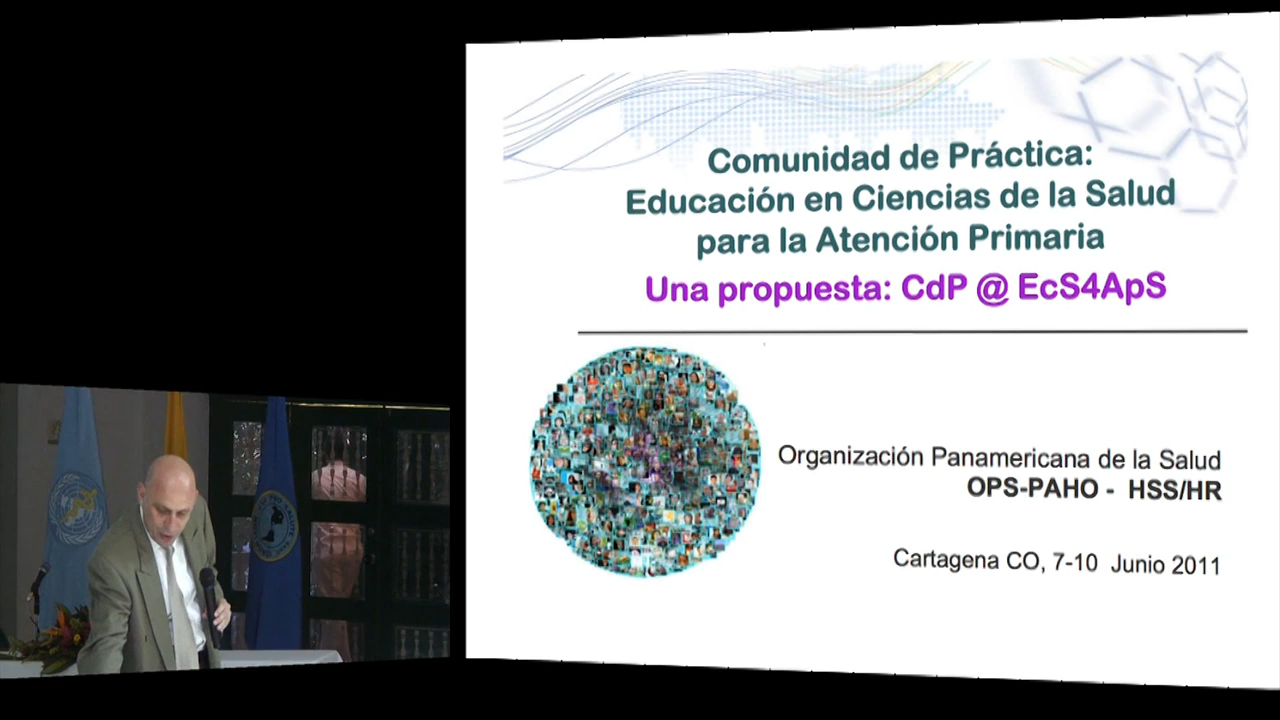 Comunidad de Práctica:
Educación en Ciencias de la Salud
para la Atención Primaria
Una propuesta: CdP @ EcS4ApS
Organización Panamericana de la Salud
OPS-PAHO - HSS/HR
Cartagena CO, 7-10 Junio 2011